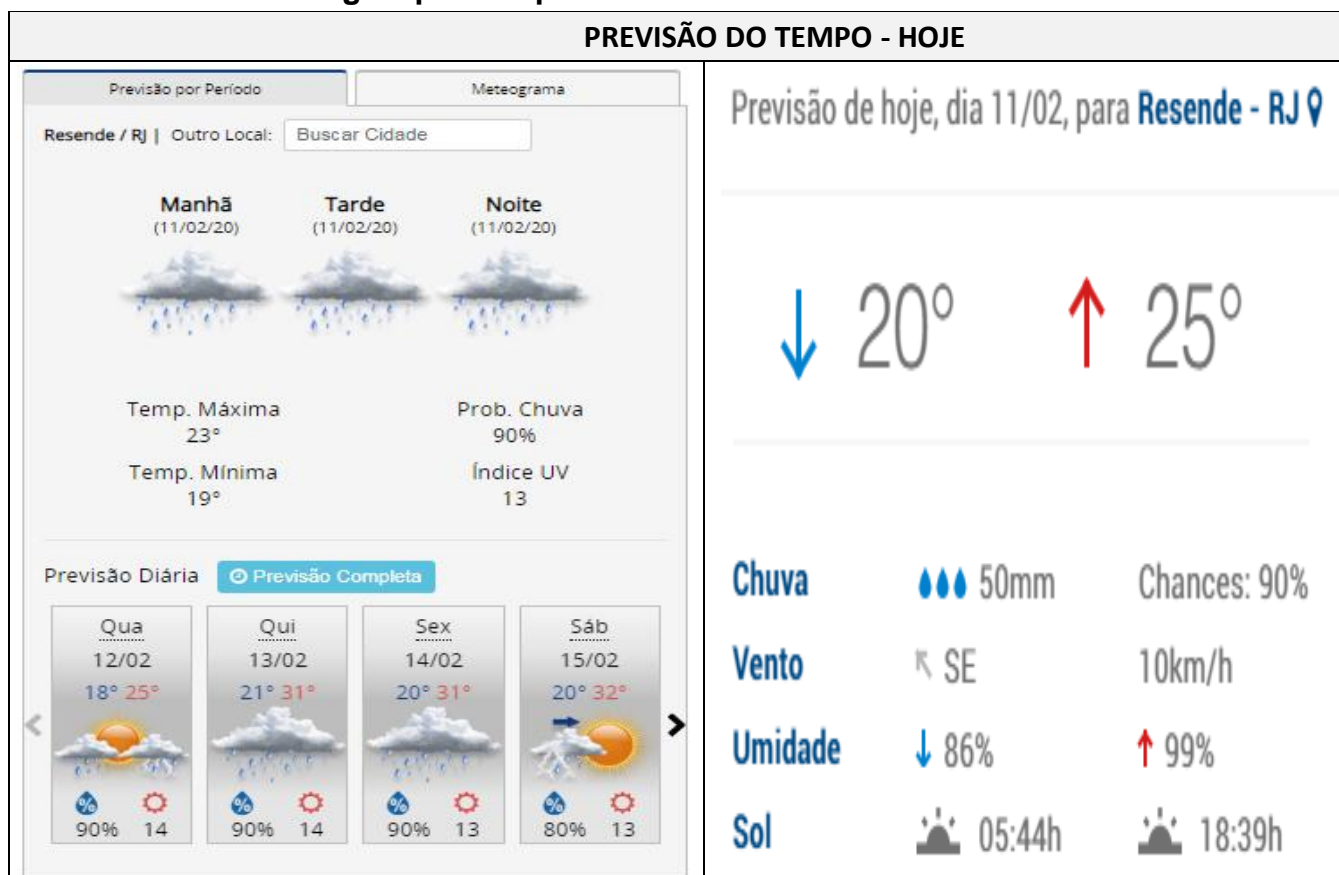 PREVISÃO DO TEMPO - HOJE
Previsão por Período
Meteograma
Resende / RJ | Outro Local: Buscar Cidade
Manhã Tarde Noite
(11/02/20) (11/02/20) (11/02/20)
Temp. Máxima Prob. Chuva
23° 90%
Temp. Mínima Índice UV
19° 13
Previsão Diária Previsão Completa
Qua Qui Sex Sáb
12/02 13/02 14/02 15/02
18° 25° 21° 31° 20° 31° 20° 32°
% % % %
90% 14 90% 14 90% 13 80% 13
Previsão de hoje, dia 11/02, para Resende - RJ
20° 25°
Chuva 50mm Chances: 90%
Vento SE 10km/h
Umidade 86% 99%
Sol 05:44h 18:39h